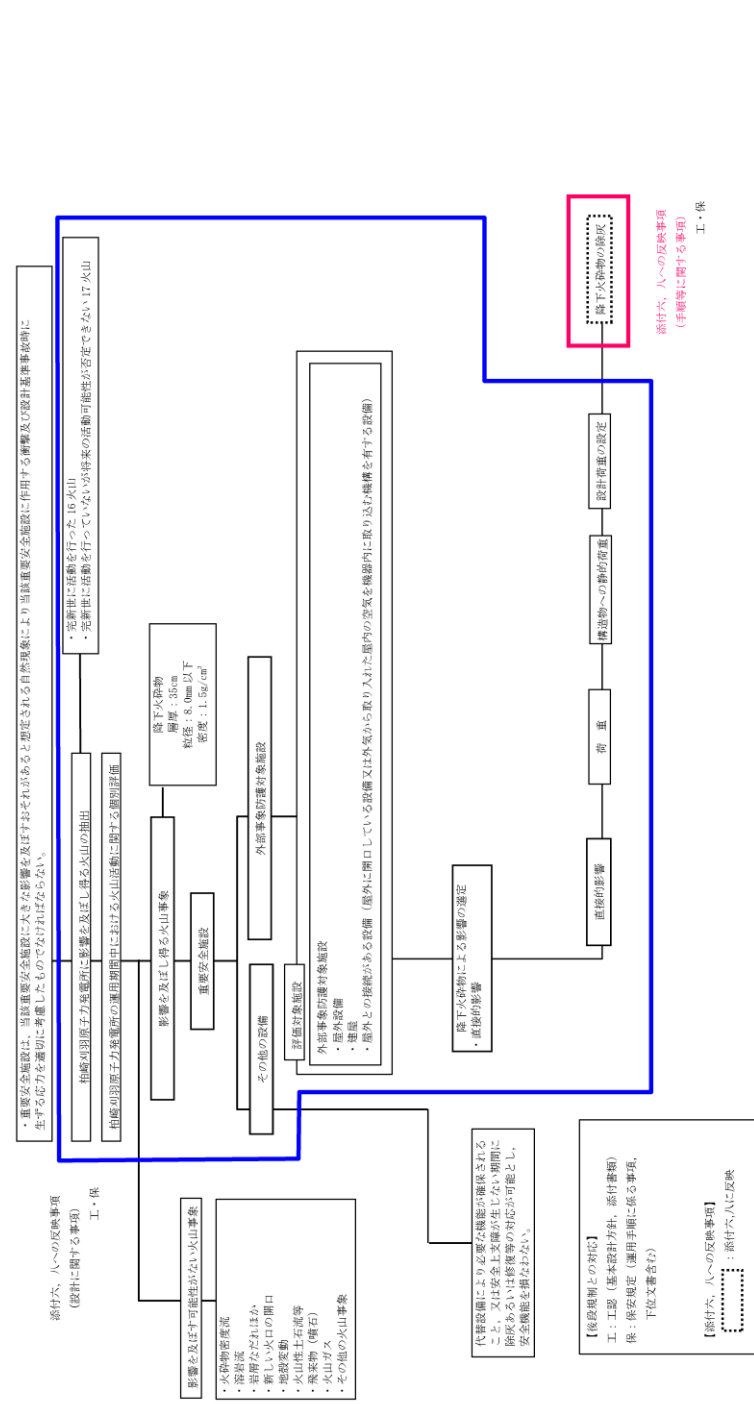 ・重要安全施設は、当該重要安全施設に大きな影響を及ぼすおそれがあると想定される自然現象により当該重要安全施設に作用する衝撃及び設計基準事故時に
生ずる応力を適切に考慮したものでなければならない。
添付六，八への反映事項
（設計に関する事項）
工・保
柏崎刈羽原子力発電所に影響を及ぼし得る火山の抽出
・完新世に活動を行った 16 火山
・完新世に活動を行っていないが将来の活動可能性が否定できない 17 火山
柏崎刈羽原子力発電所の運用期間中における火山活動に関する個別評価
影響を及ぼす可能性がない火山事象
・火砕物密度流
・溶岩流
・岩屑なだれほか
・新しい火口の開口
・地殻変動
・火山性土石流等
・飛来物（噴石）
・火山ガス
・その他の火山事象
影響を及ぼし得る火山事象
降下火砕物
層厚：35cm
粒径：8.0mm 以下
密度：1.5g/cm³
重要安全施設
その他の設備
外部事象防護対象施設
評価対象施設
外部事象防護対象施設
・屋外設備
・建屋
・屋外との接続がある設備（屋外に開口している設備又は外気から取り入れた屋内の空気を機器内に取り込む機構を有する設備）
代替設備により必要な機能が確保される
こと，又は安全上支障が生じない期間に
除灰あるいは修復等の対応が可能とし，
安全機能を損なわない。
降下火砕物による影響の選定
・直接的影響
直接的影響
荷 重
構造物への静的荷重
設計荷重の設定
降下火砕物の除灰
添付六，八への反映事項
（手順等に関する事項）
工・保
【後段規制との対応】
工：工認（基本設計方針，添付書類）
保：保安規定（運用手順に係る事項，
下位文書含む）
【添付六，八への反映事項】
：添付六,八に反映